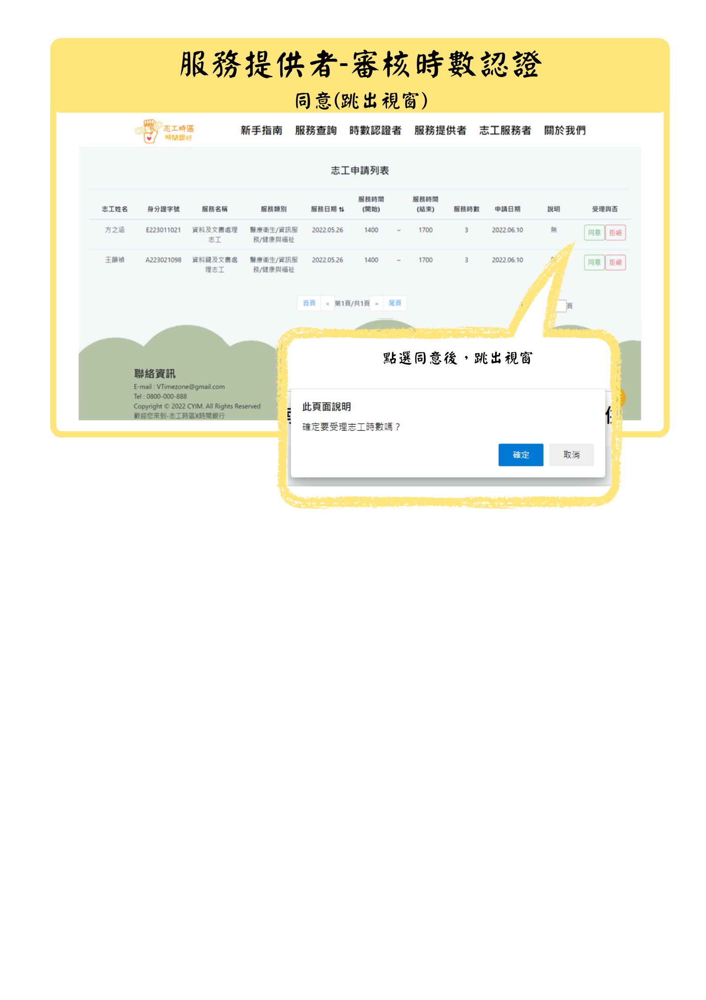 服務提供者-審核時數認證
同意(跳出視窗)
志工時區
時間銀行
新手指南 服務查詢 時數認證者 服務提供者 志工服務者 關於我們
志工申請列表
志工姓名 身分證字號 服務名稱 服務類別 服務日期 ⇅ 服務時間(開始) 服務時間(結束) 服務時數 申請日期 說明 受理與否
方之涵 E223011021 資料及文書處理志工 醫療衛生/資訊服務/健康與福祉 2022.05.26 1400 ~ 1700 3 2022.06.10 無 同意 拒絕
王韻禎 A223021098 資料鍵及文書處理志工 醫療衛生/資訊服務/健康與福祉 2022.05.26 1400 ~ 1700 3 2022.06.10 同意 拒絕
首頁 « 第1頁/共1頁 » 尾頁 頁
點選同意後，跳出視窗
聯絡資訊
E-mail : VTimezone@gmail.com
Tel : 0800-000-888
Copyright © 2022 CYIM. All Rights Reserved
歡迎您來到-志工時區X時間銀行
此頁面說明
確定要受理志工時數嗎？
確定 取消